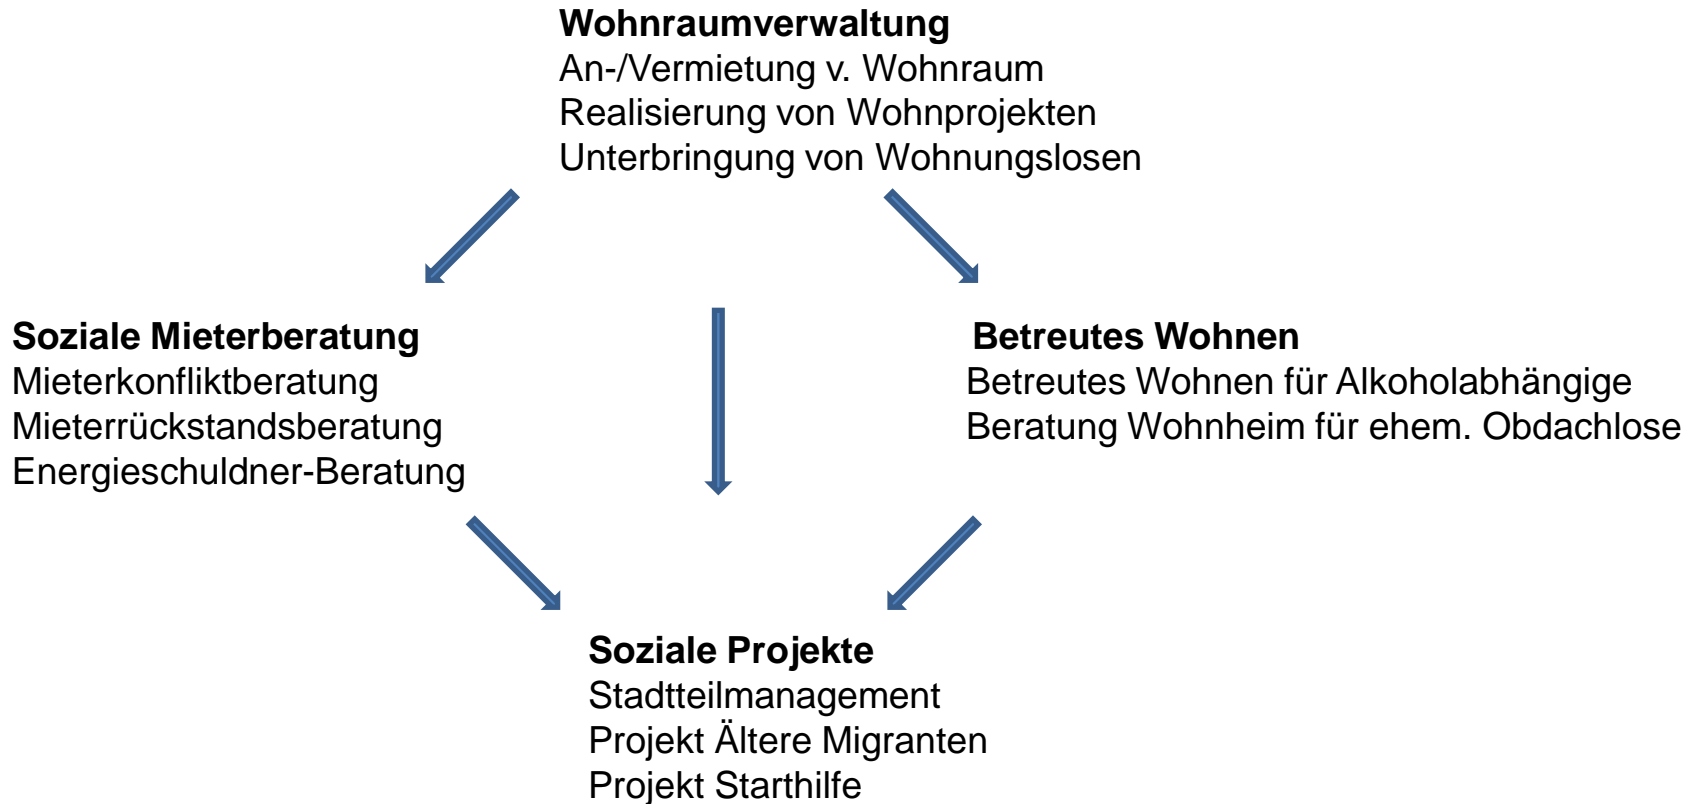 Wohnraumverwaltung
An-/Vermietung v. Wohnraum
Realisierung von Wohnprojekten
Unterbringung von Wohnungslosen
Soziale Mieterberatung
Mieterkonfliktberatung
Mieterrückstandsberatung
Energieschuldner-Beratung
Betreutes Wohnen
Betreutes Wohnen für Alkoholabhängige
Beratung Wohnheim für ehem. Obdachlose
Soziale Projekte
Stadtteilmanagement
Projekt Ältere Migranten
Projekt Starthilfe